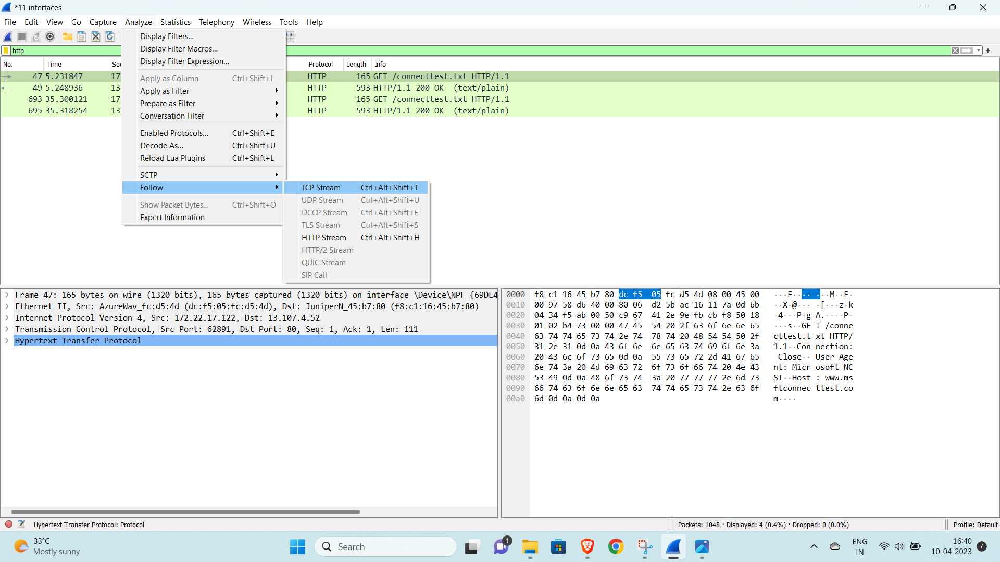 *11 interfaces
File Edit View Go Capture Analyze Statistics Telephony Wireless Tools Help
http
+
No. Time Sou Protocol Length Info
47 5.231847 17 HTTP 165 GET /connecttest.txt HTTP/1.1
49 5.248936 13 HTTP 593 HTTP/1.1 200 OK (text/plain)
693 35.300121 17 HTTP 165 GET /connecttest.txt HTTP/1.1
695 35.318254 13 HTTP 593 HTTP/1.1 200 OK (text/plain)
Display Filters...
Display Filter Macros...
Display Filter Expression...
Apply as Column Ctrl+Shift+I
Apply as Filter
Prepare as Filter
Conversation Filter
Enabled Protocols... Ctrl+Shift+E
Decode As... Ctrl+Shift+U
Reload Lua Plugins Ctrl+Shift+L
SCTP
Follow
Show Packet Bytes... Ctrl+Shift+O
Expert Information
TCP Stream Ctrl+Alt+Shift+T
UDP Stream Ctrl+Alt+Shift+U
DCCP Stream Ctrl+Alt+Shift+E
TLS Stream Ctrl+Alt+Shift+S
HTTP Stream Ctrl+Alt+Shift+H
HTTP/2 Stream
QUIC Stream
SIP Call
Frame 47: 165 bytes on wire (1320 bits), 165 bytes captured (1320 bits) on interface \Device\NPF_{69DE4
Ethernet II, Src: AzureWav_fc:d5:4d (dc:f5:05:fc:d5:4d), Dst: JuniperN_45:b7:80 (f8:c1:16:45:b7:80)
Internet Protocol Version 4, Src: 172.22.17.122, Dst: 13.107.4.52
Transmission Control Protocol, Src Port: 62891, Dst Port: 80, Seq: 1, Ack: 1, Len: 111
Hypertext Transfer Protocol
0000 f8 c1 16 45 b7 80 dc f5 05 fc d5 4d 08 00 45 00 ···E·· ·· ···M··E·
0010 00 97 58 d6 40 00 80 06 d2 5b ac 16 11 7a 0d 6b ··X·@··· ·[···z·k
0020 04 34 f5 ab 00 50 c9 67 41 2e 9e fb cb f8 50 18 ·4···P·g A.····P·
0030 01 02 b4 73 00 00 47 45 54 20 2f 63 6f 6e 6e 65 ···s··GE T /conne
0040 63 74 74 65 73 74 2e 74 78 74 20 48 54 54 50 2f cttest.t xt HTTP/
0050 31 2e 31 0d 0a 43 6f 6e 6e 65 63 74 69 6f 6e 3a 1.1··Con nection:
0060 20 43 6c 6f 73 65 0d 0a 55 73 65 72 2d 41 67 65 Close·· User-Age
0070 6e 74 3a 20 4d 69 63 72 6f 73 6f 66 74 20 4e 43 nt: Micr osoft NC
0080 53 49 0d 0a 48 6f 73 74 3a 20 77 77 77 2e 6d 73 SI··Host : www.ms
0090 66 74 63 6f 6e 6e 65 63 74 74 65 73 74 2e 63 6f ftconnec ttest.co
00a0 6d 0d 0a 0d 0a m····
Hypertext Transfer Protocol: Protocol
Packets: 1048 · Displayed: 4 (0.4%) · Dropped: 0 (0.0%)
Profile: Default
33°C
Mostly sunny
Search
1
ENG
IN
16:40
10-04-2023
7